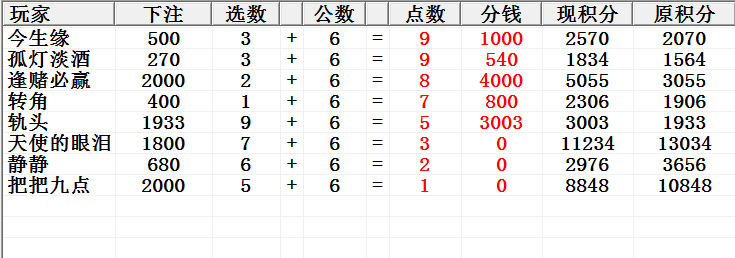 玩家 下注 选数 公数 点数 分钱 现积分 原积分
今生缘 500 3 + 6 = 9 1000 2570 2070
孤灯淡酒 270 3 + 6 = 9 540 1834 1564
逢赌必赢 2000 2 + 6 = 8 4000 5055 3055
转角 400 1 + 6 = 7 800 2306 1906
轨头 1933 9 + 6 = 5 3003 3003 1933
天使的眼泪 1800 7 + 6 = 3 0 11234 13034
静静 680 6 + 6 = 2 0 2976 3656
把把九点 2000 5 + 6 = 1 0 8848 10848